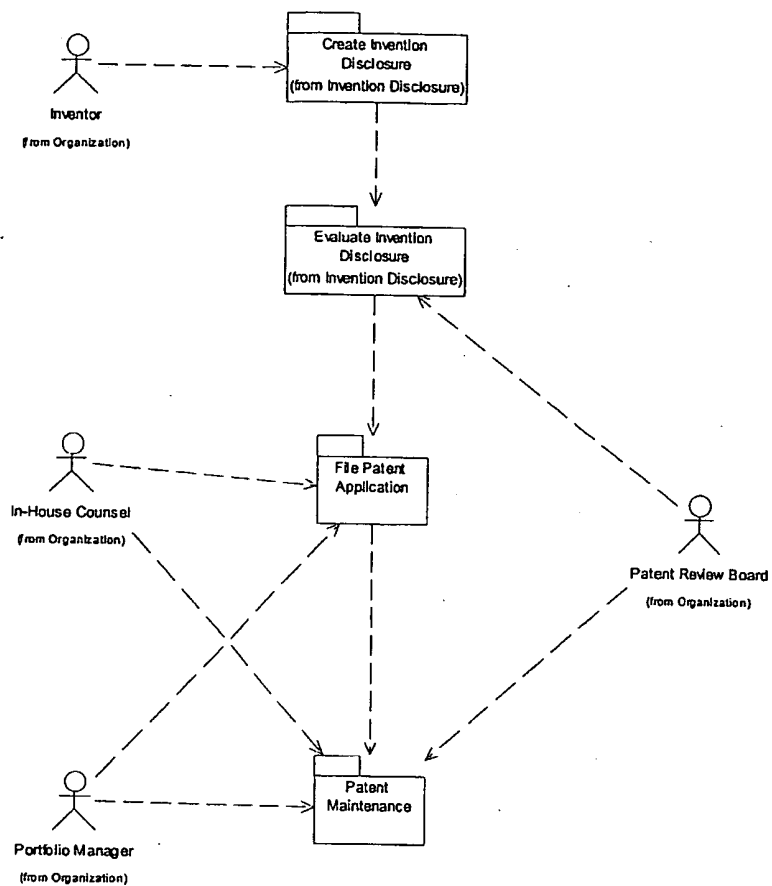 Create Invention
Disclosure
(from Invention Disclosure)
Inventor
(from Organization)
Evaluate Invention
Disclosure
(from Invention Disclosure)
File Patent
Application
In-House Counsel
(from Organization)
Patent Review Board
(from Organization)
Patent
Maintenance
Portfolio Manager
(from Organization)